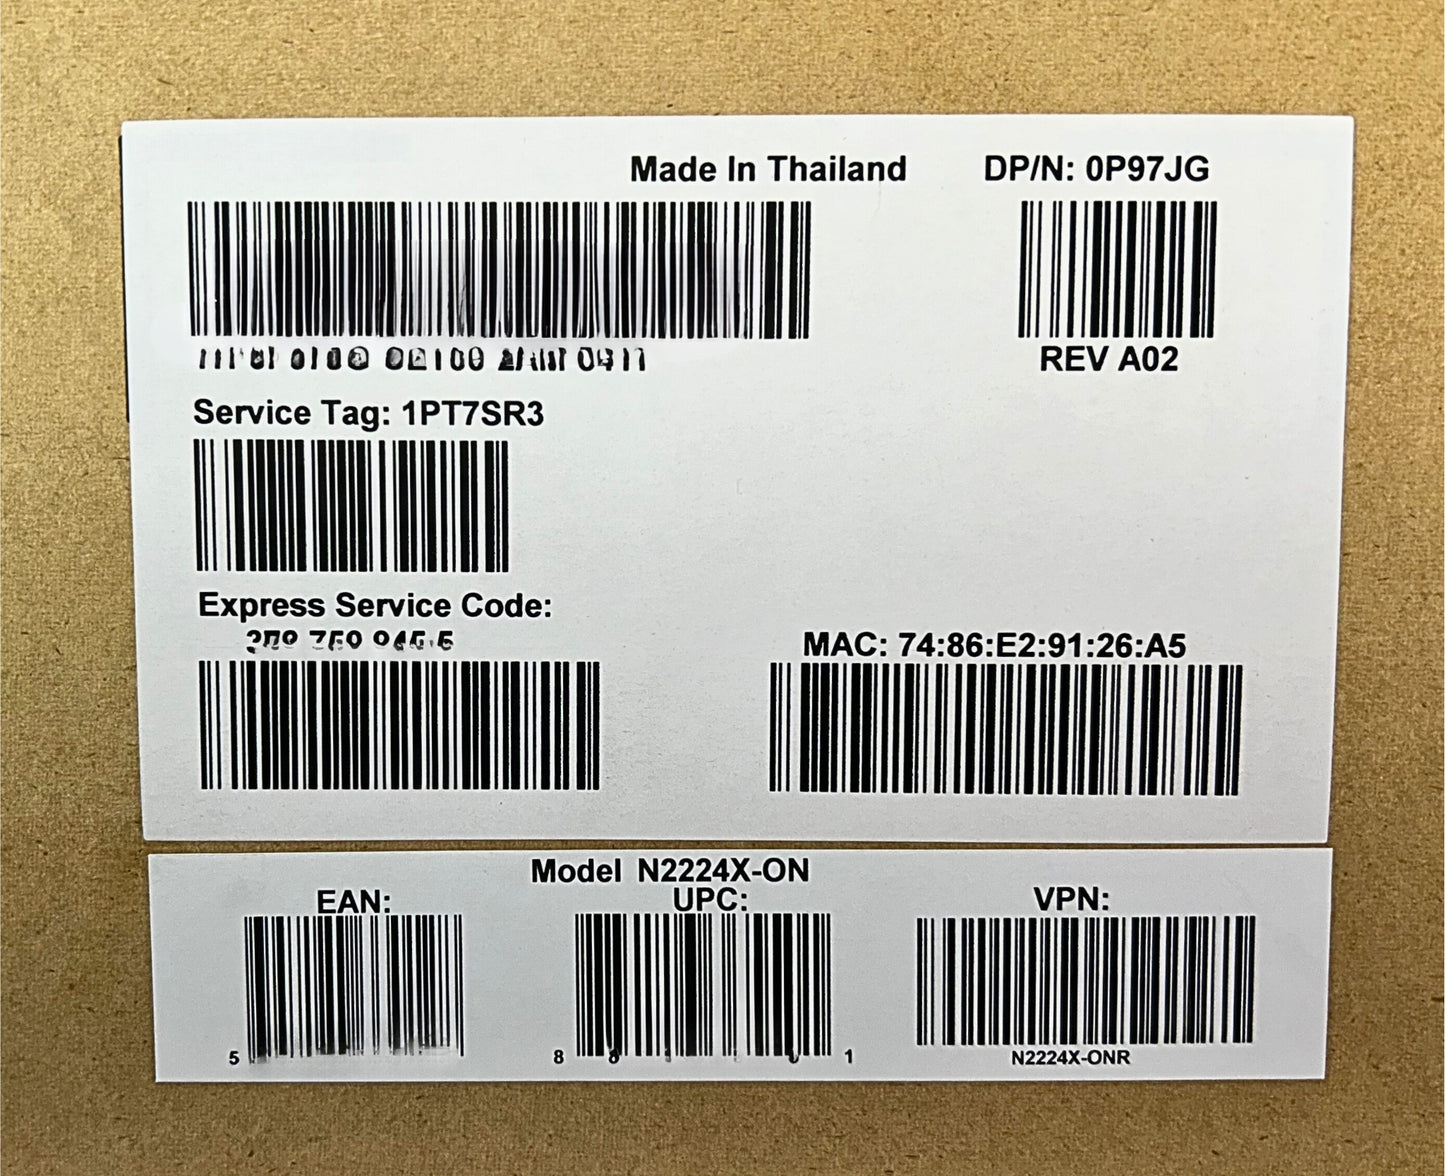 Made In Thailand
DP/N: 0P97JG
REV A02
Service Tag: 1PT7SR3
Express Service Code:
MAC: 74:86:E2:91:26:A5
Model N2224X-ON
EAN:
UPC:
VPN:
5
8
1
N2224X-ONR